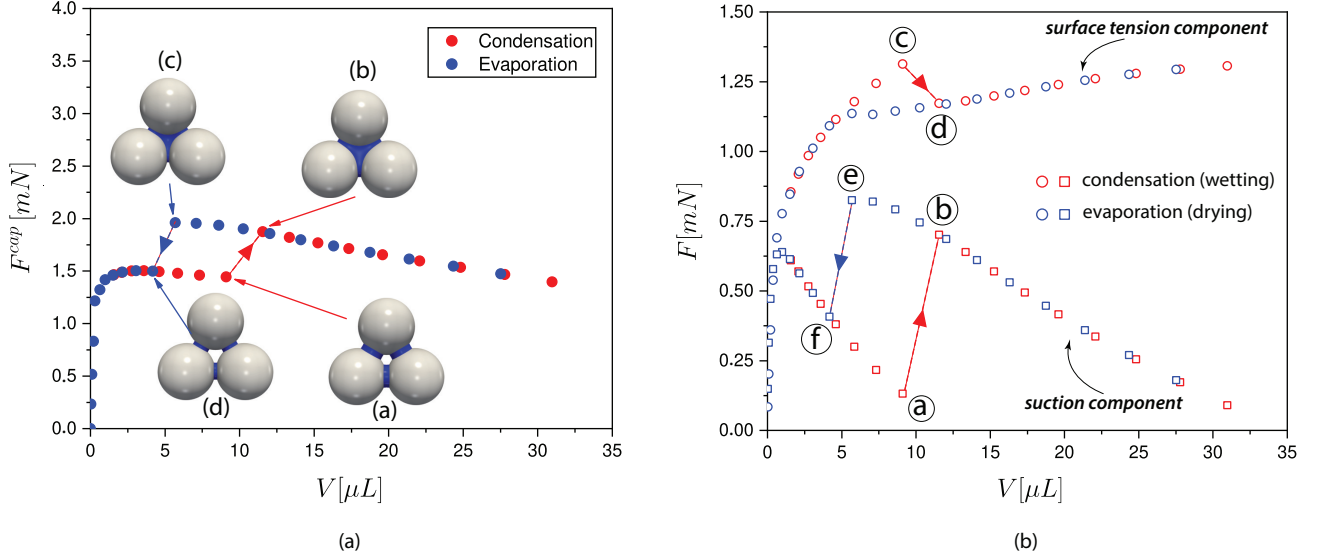 4.0
3.5
3.0
2.5
2.0
1.5
1.0
0.5
0.0
F^{cap} [mN]
0 5 10 15 20 25 30 35
V[μL]
Condensation
Evaporation
(c)
(b)
(d)
(a)
(a)
1.50
1.25
1.00
0.75
0.50
0.25
0.00
F[mN]
0 5 10 15 20 25 30 35
V[μL]
surface tension component
c
d
e
b
f
a
condensation (wetting)
evaporation (drying)
suction component
(b)